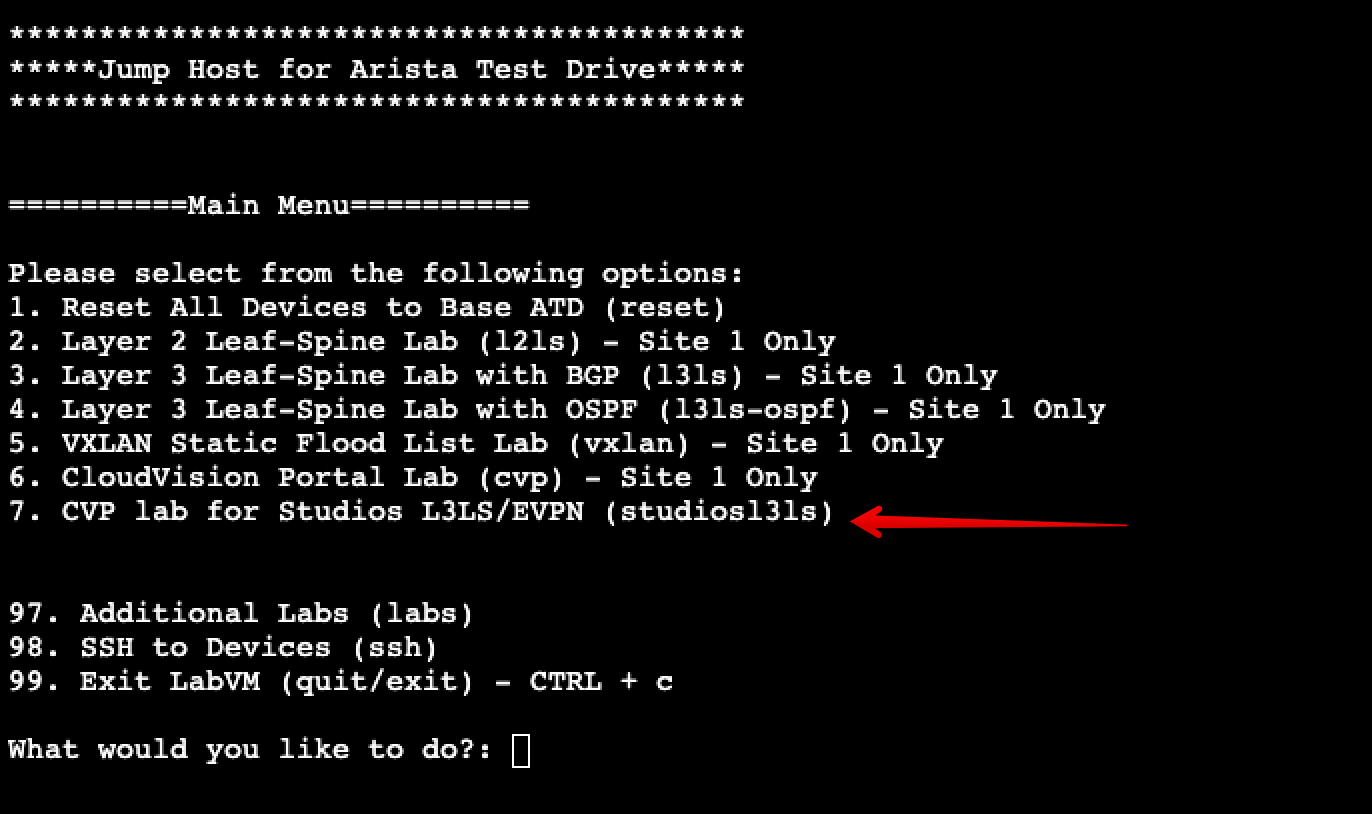 *****************************************
*****Jump Host for Arista Test Drive*****
*****************************************
==========Main Menu==========
Please select from the following options:
1. Reset All Devices to Base ATD (reset)
2. Layer 2 Leaf-Spine Lab (l2ls) - Site 1 Only
3. Layer 3 Leaf-Spine Lab with BGP (l3ls) - Site 1 Only
4. Layer 3 Leaf-Spine Lab with OSPF (l3ls-ospf) - Site 1 Only
5. VXLAN Static Flood List Lab (vxlan) - Site 1 Only
6. CloudVision Portal Lab (cvp) - Site 1 Only
7. CVP lab for Studios L3LS/EVPN (studiosl3ls)
97. Additional Labs (labs)
98. SSH to Devices (ssh)
99. Exit LabVM (quit/exit) - CTRL + c
What would you like to do?: